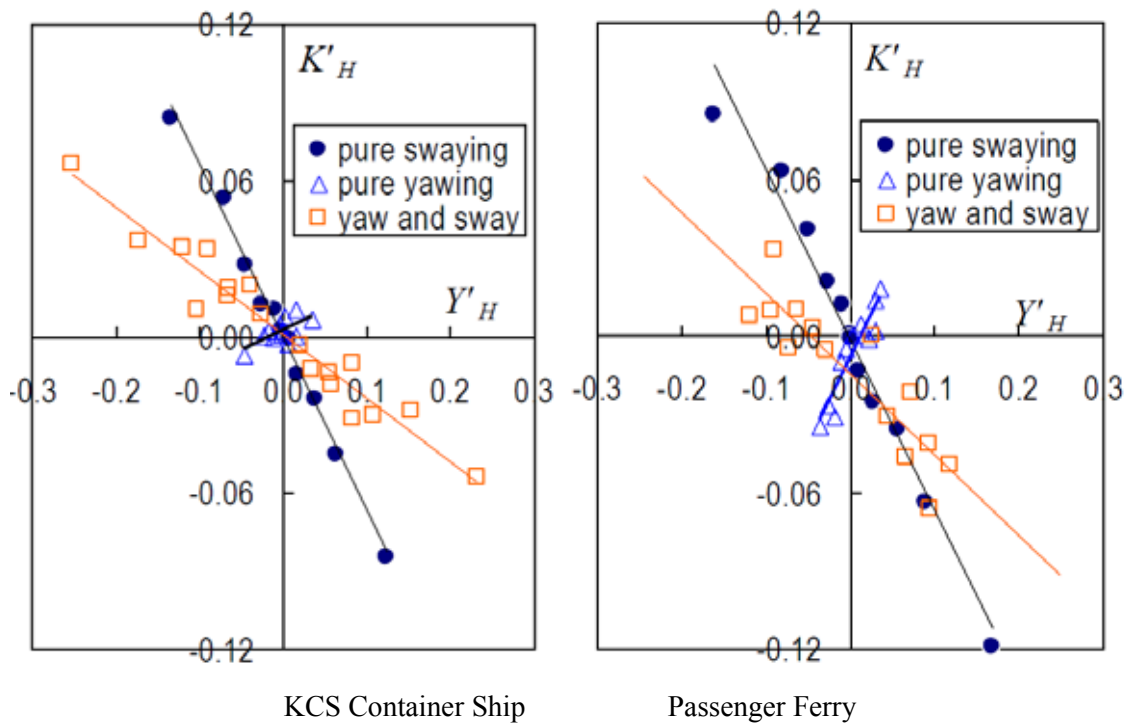 0.12
K'H
pure swaying
pure yawing
yaw and sway
0.06
Y'H
0.00
-0.3
-0.2
-0.1
0.0
0.1
0.2
0.3
-0.06
-0.12
KCS Container Ship
0.12
K'H
pure swaying
pure yawing
yaw and sway
0.06
Y'H
0.00
-0.3
-0.2
-0.1
0.0
0.1
0.2
0.3
-0.06
-0.12
Passenger Ferry